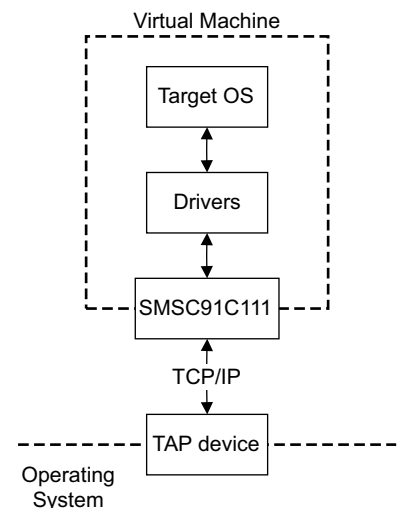 Virtual Machine
Target OS
Drivers
SMSC91C111
TCP/IP
TAP device
Operating
System